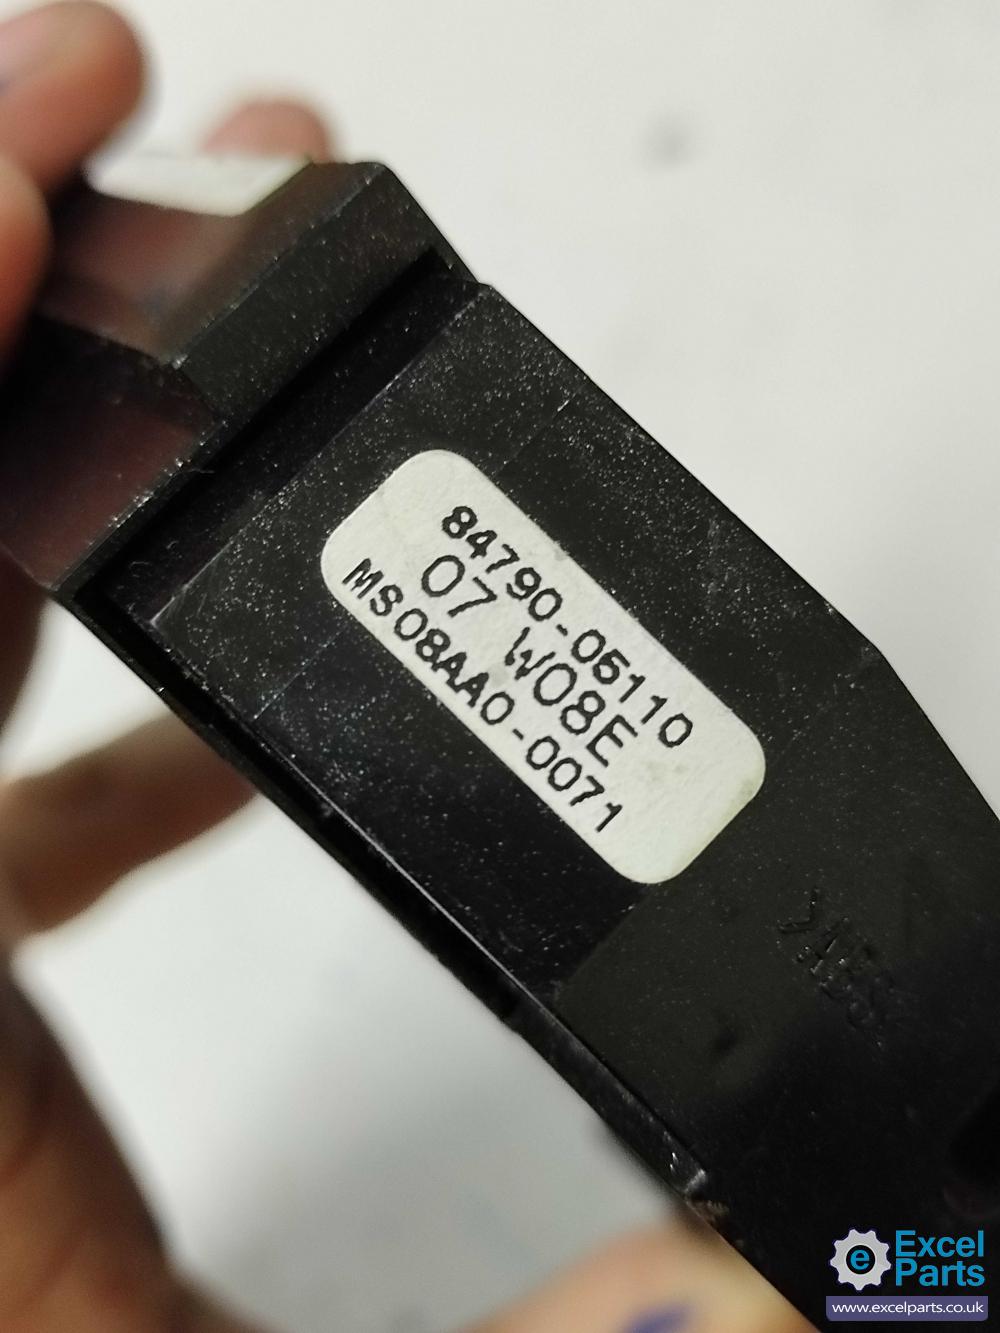 84790-05110
07 W08E
MS08AA0-0071
e Excel
Parts
www.excelparts.co.uk